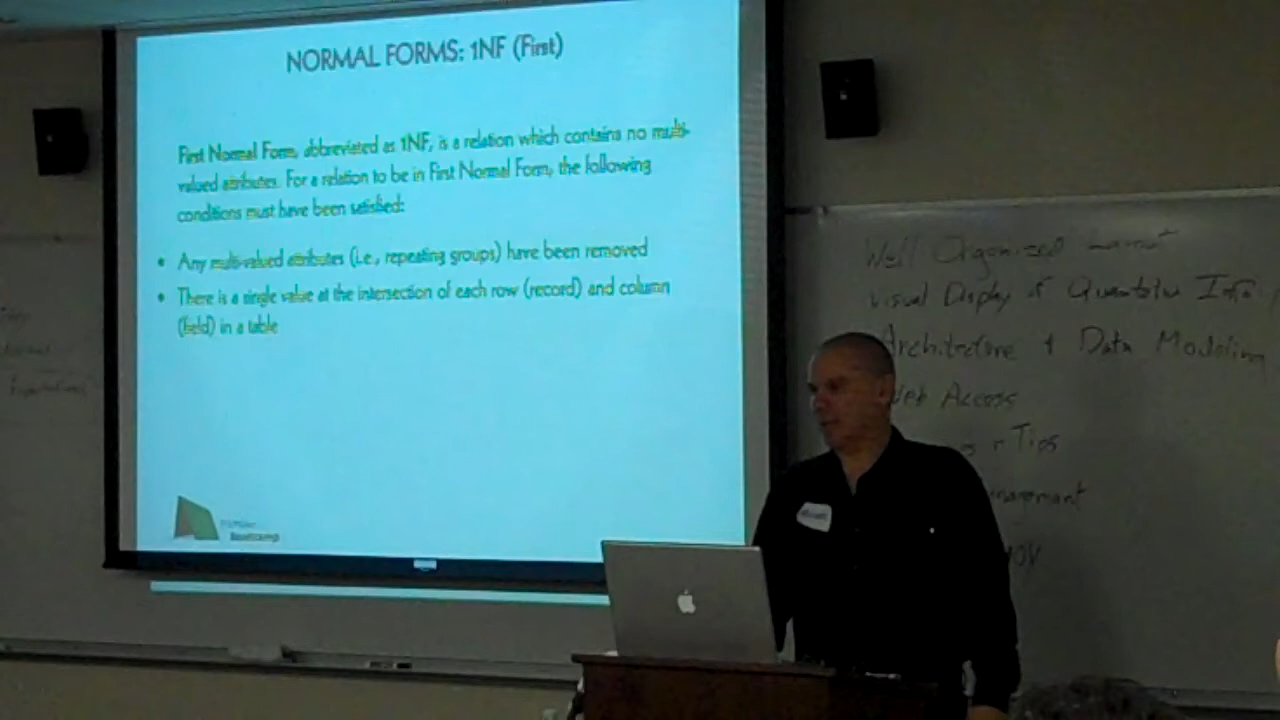 NORMAL FORMS: 1NF (First)
First Normal Form, abbreviated as 1NF, is a relation which contains no multi-
valued attributes. For a relation to be in First Normal Form, the following
conditions must have been satisfied:
• Any multi-valued attributes (i.e., repeating groups) have been removed
• There is a single value at the intersection of each row (record) and column
(field) in a table
Bootcamp
Well Organized
Visual Display of Info
Architecture + Data Modeling
Web Access
Tips